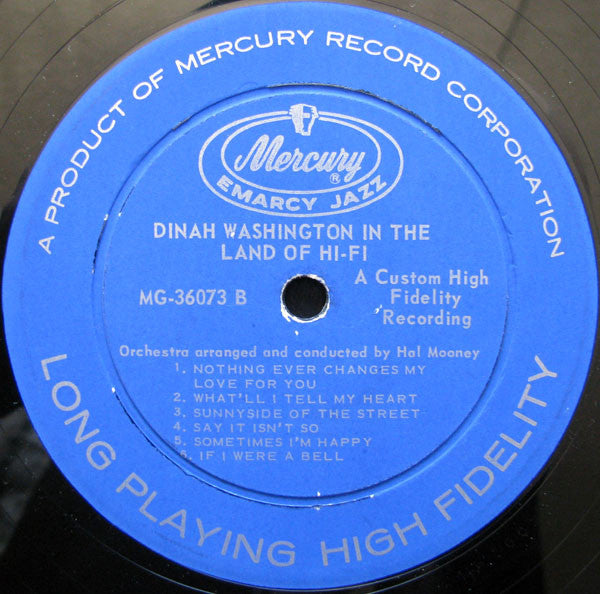 A PRODUCT OF MERCURY RECORD CORPORATION
Mercury®
EMARCY JAZZ
DINAH WASHINGTON IN THE
LAND OF HI-FI
MG-36073 B
A Custom High
Fidelity
Recording
Orchestra arranged and conducted by Hal Mooney
1. NOTHING EVER CHANGES MY
LOVE FOR YOU
2. WHAT'LL I TELL MY HEART
3. SUNNYSIDE OF THE STREET
4. SAY IT ISN'T SO
5. SOMETIMES I'M HAPPY
6. IF I WERE A BELL
LONG PLAYING HIGH FIDELITY